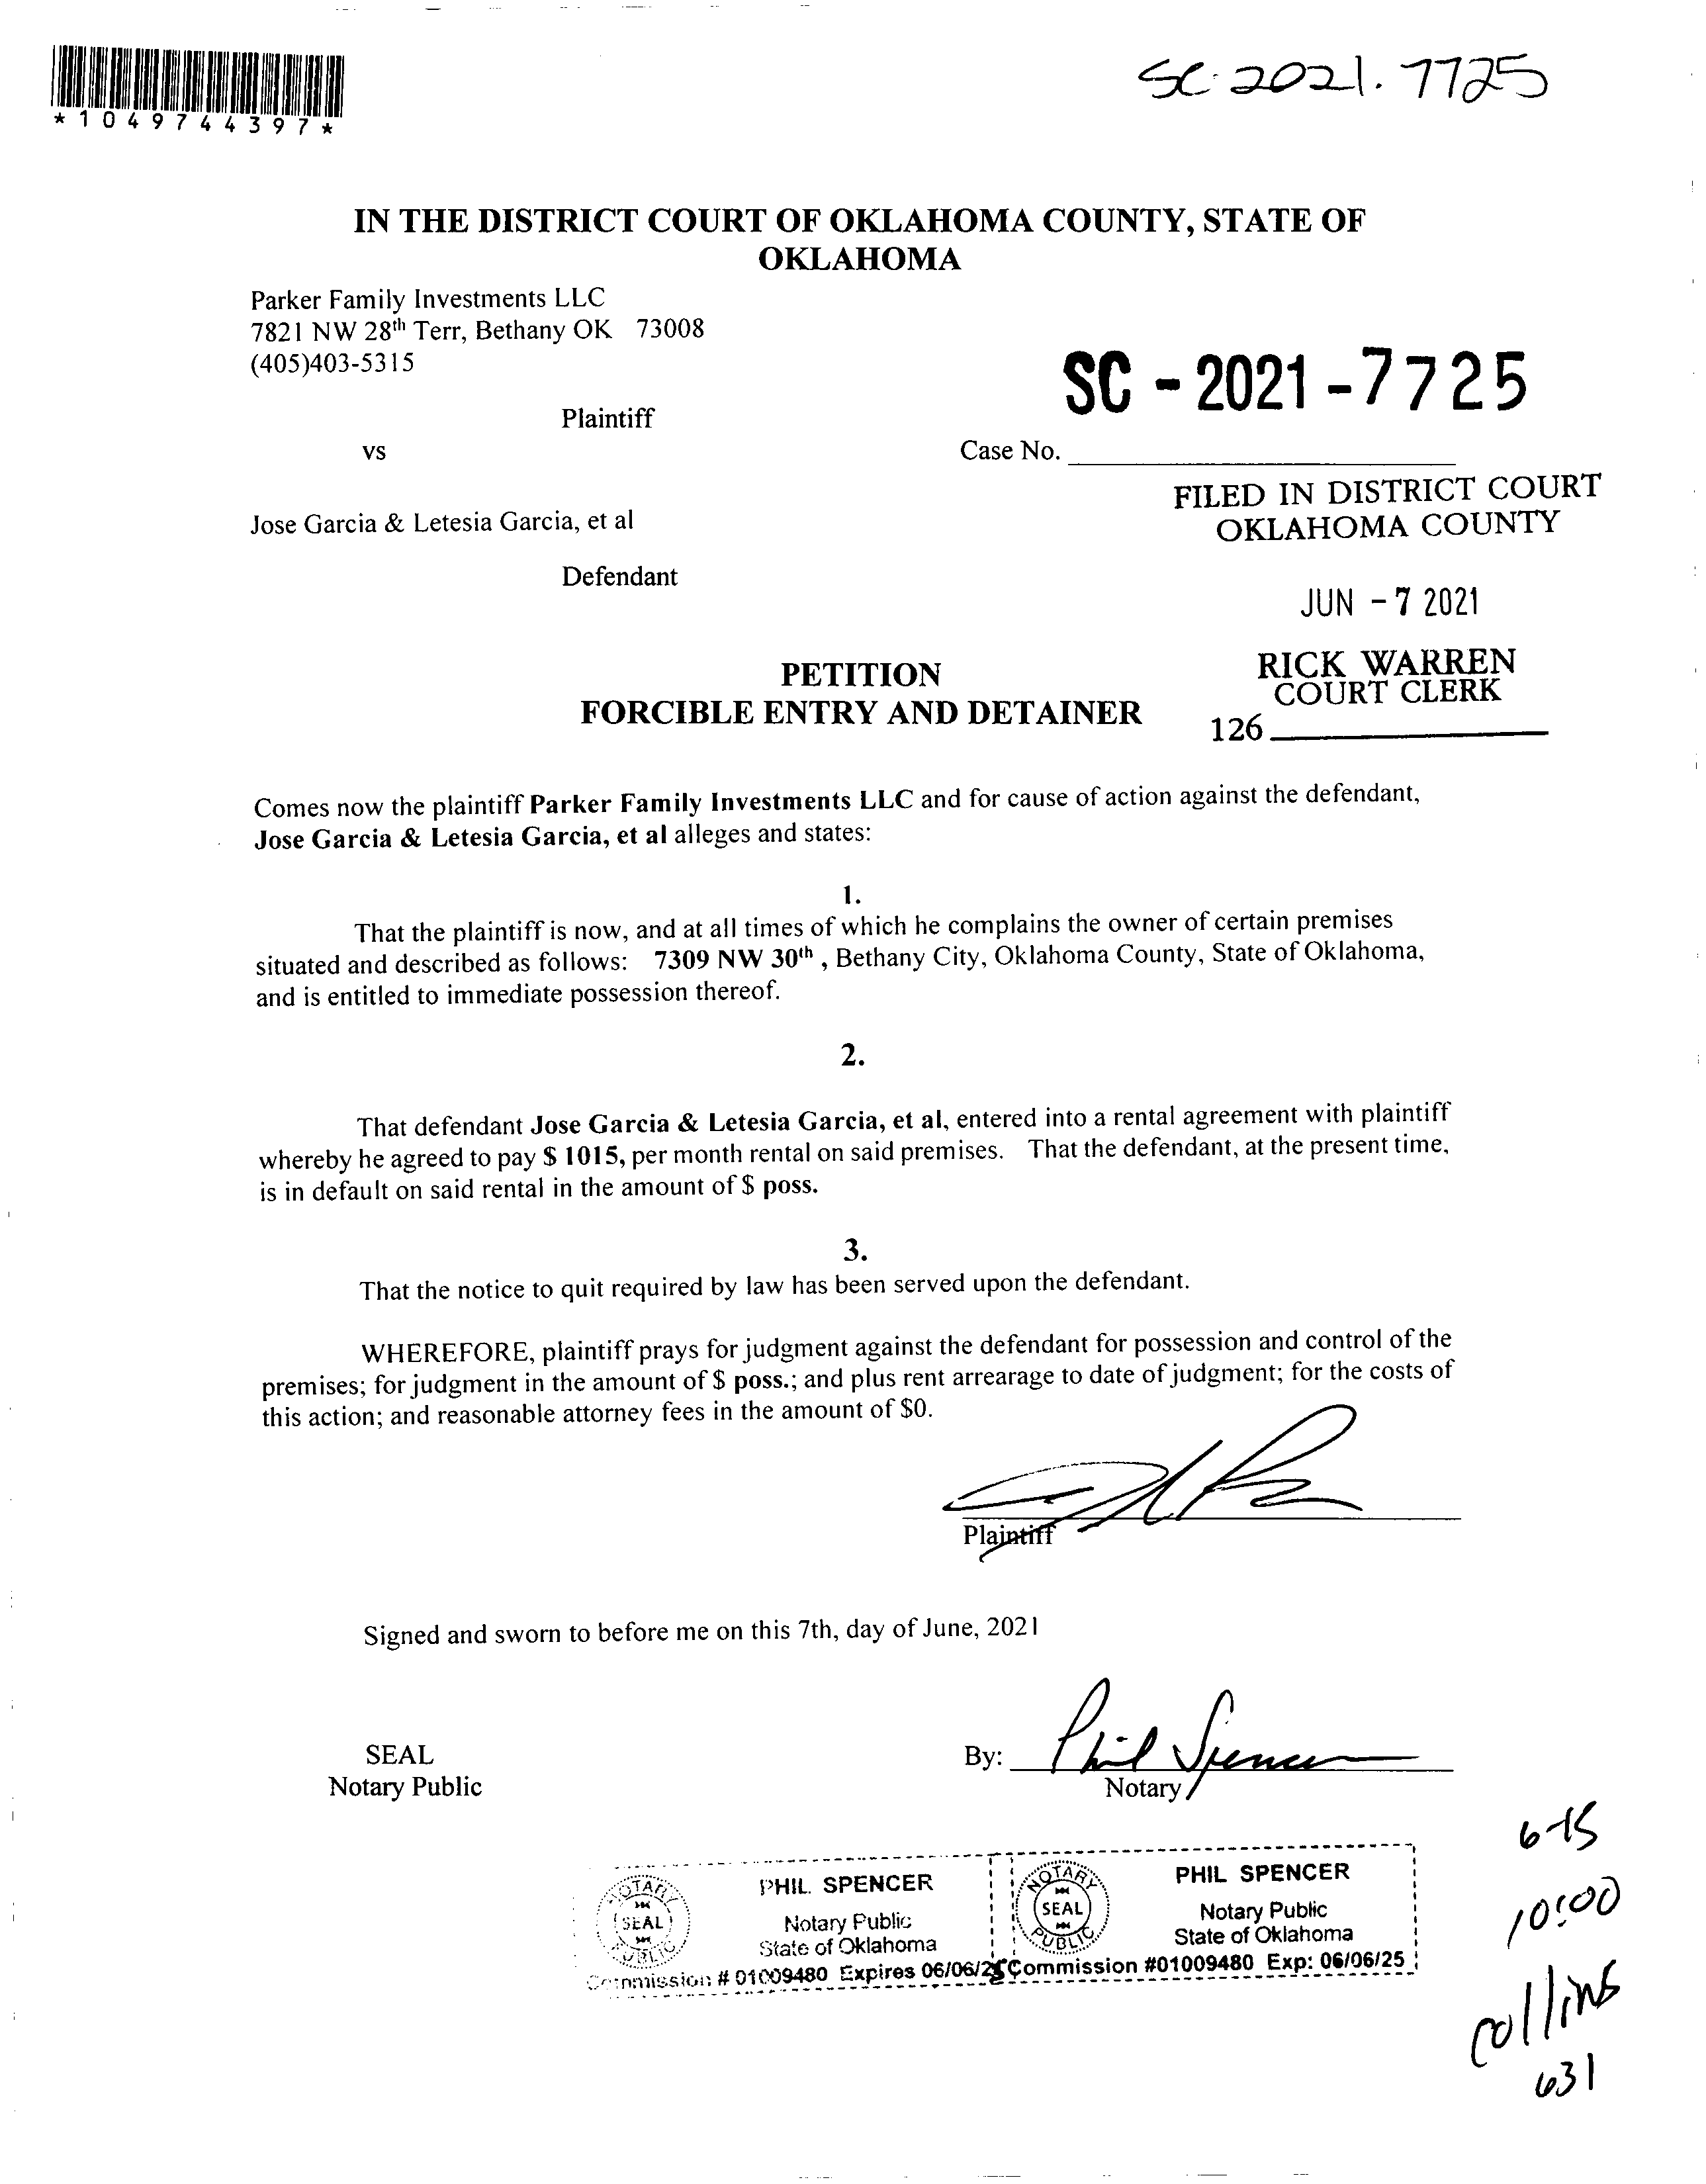 SC-2021-7725
*1049744397*
IN THE DISTRICT COURT OF OKLAHOMA COUNTY, STATE OF
OKLAHOMA
Parker Family Investments LLC
7821 NW 28th Terr, Bethany OK 73008
(405)403-5315
SC - 2021 - 7725
Plaintiff
vs
Case No.
FILED IN DISTRICT COURT
OKLAHOMA COUNTY
Jose Garcia & Letesia Garcia, et al
Defendant
JUN - 7 2021
RICK WARREN
COURT CLERK
126
PETITION
FORCIBLE ENTRY AND DETAINER
Comes now the plaintiff Parker Family Investments LLC and for cause of action against the defendant,
Jose Garcia & Letesia Garcia, et al alleges and states:
1.
That the plaintiff is now, and at all times of which he complains the owner of certain premises
situated and described as follows: 7309 NW 30th , Bethany City, Oklahoma County, State of Oklahoma,
and is entitled to immediate possession thereof.
2.
That defendant Jose Garcia & Letesia Garcia, et al, entered into a rental agreement with plaintiff
whereby he agreed to pay $ 1015, per month rental on said premises. That the defendant, at the present time,
is in default on said rental in the amount of $ poss.
3.
That the notice to quit required by law has been served upon the defendant.
WHEREFORE, plaintiff prays for judgment against the defendant for possession and control of the
premises; for judgment in the amount of $ poss.; and plus rent arrearage to date of judgment; for the costs of
this action; and reasonable attorney fees in the amount of $0.
Plaintiff
Signed and sworn to before me on this 7th, day of June, 2021
SEAL
Notary Public
By: Phil Spencer
Notary
PHIL SPENCER
Notary Public
State of Oklahoma
Commission # 01009480 Expires 06/06/25
NOTARY
SEAL
PUBLIC
PHIL SPENCER
Notary Public
State of Oklahoma
Commission #01009480 Exp: 06/06/25
NOTARY
SEAL
PUBLIC
6-15
10:00
collins
631